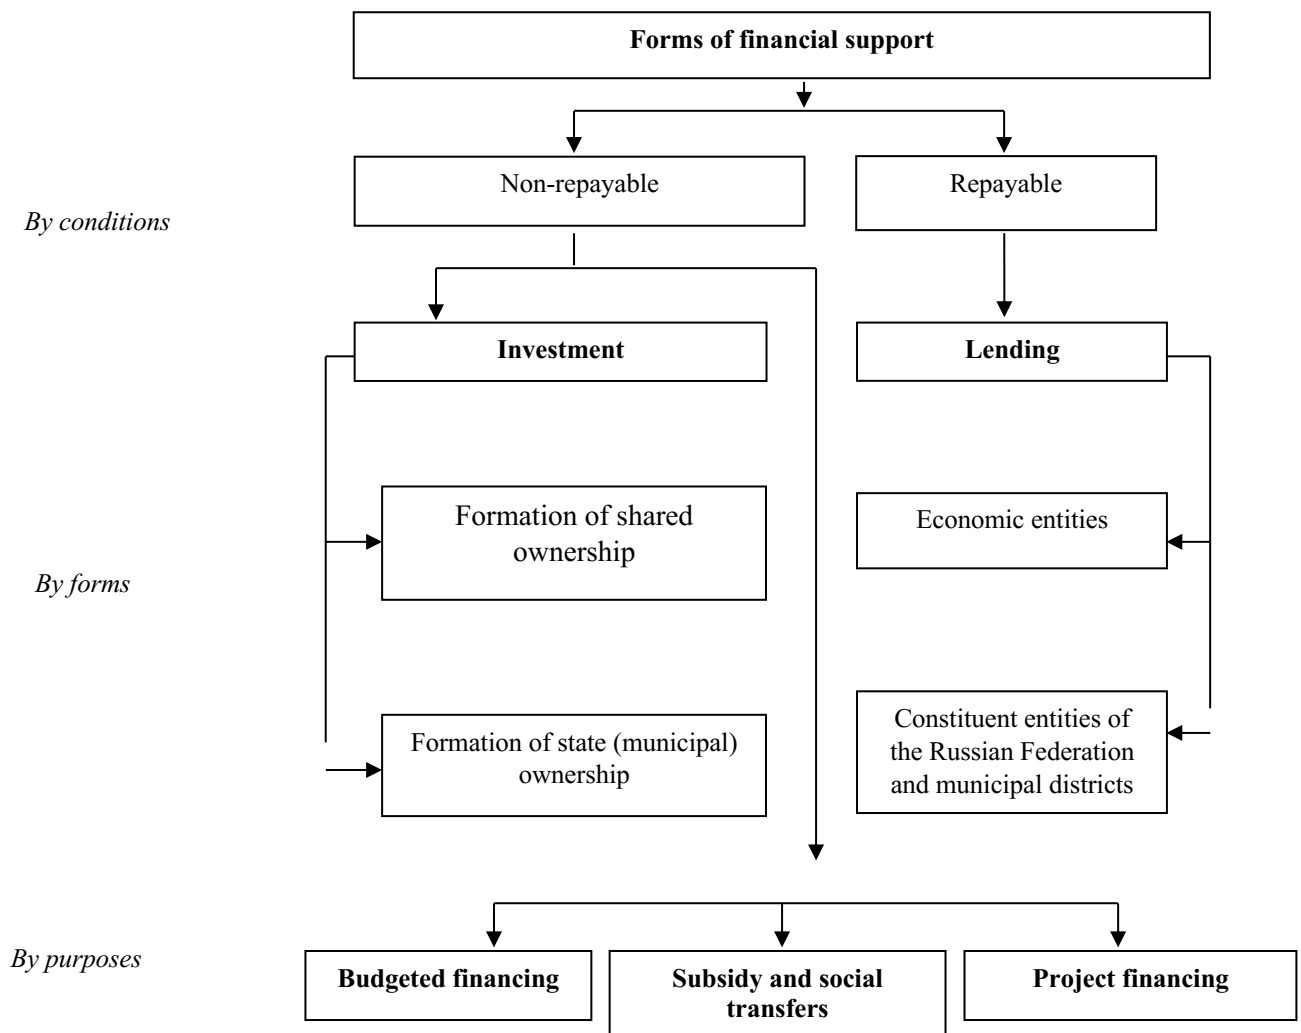 Forms of financial support
Non-repayable
Repayable
By conditions
Investment
Lending
Formation of shared
ownership
Economic entities
By forms
Formation of state (municipal)
ownership
Constituent entities of
the Russian Federation
and municipal districts
By purposes
Budgeted financing
Subsidy and social
transfers
Project financing